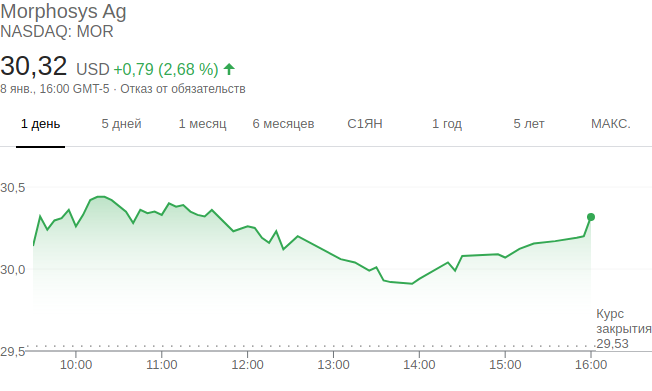 Morphosys Ag
NASDAQ: MOR
30,32 USD +0,79 (2,68 %)
8 янв., 16:00 GMT-5 · Отказ от обязательств
1 день 5 дней 1 месяц 6 месяцев С1ЯН 1 год 5 лет МАКС.
30,5
30,0
Курс
закрытия
29,53
29,5
10:00 11:00 12:00 13:00 14:00 15:00 16:00